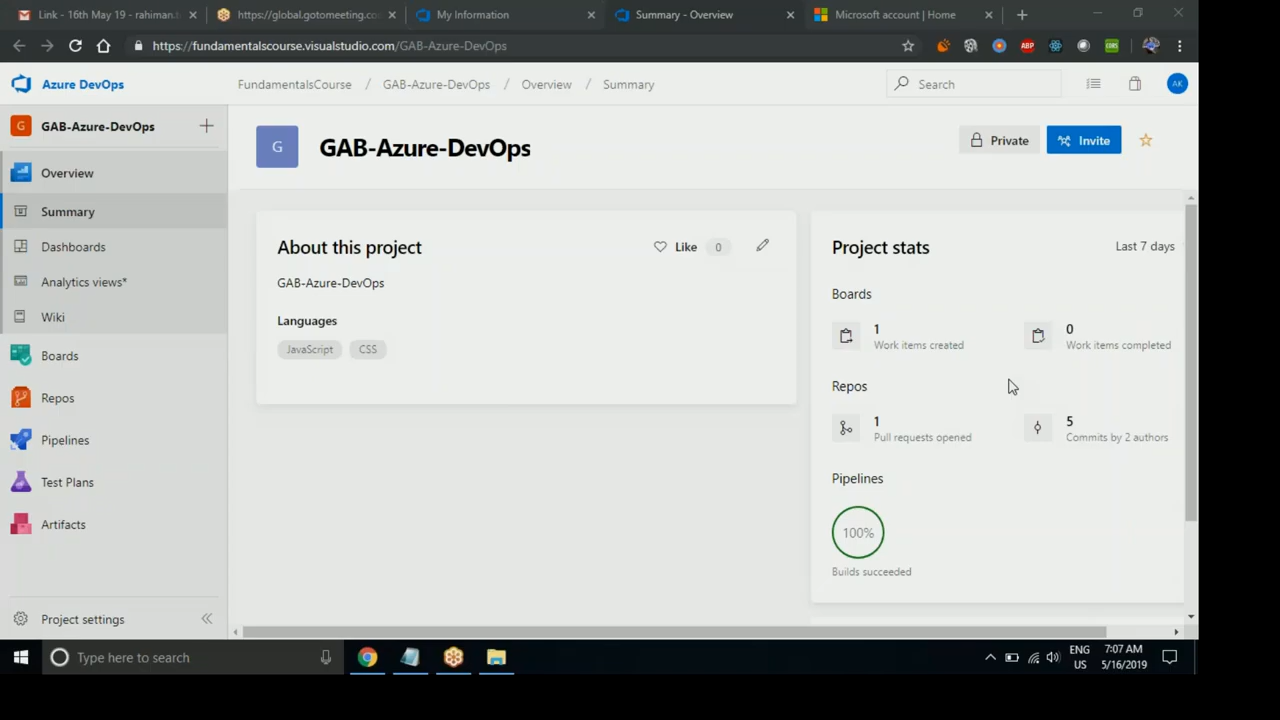 Link - 16th May 19 - rahiman.
https://global.gotomeeting.co
My Information
Summary - Overview
Microsoft account | Home
https://fundamentalscourse.visualstudio.com/GAB-Azure-DevOps
ABP
CORS
Azure DevOps
FundamentalsCourse / GAB-Azure-DevOps / Overview / Summary
Search
AK
G
GAB-Azure-DevOps
G
GAB-Azure-DevOps
Private
Invite
Overview
Summary
Dashboards
Analytics views*
Wiki
Boards
Repos
Pipelines
Test Plans
Artifacts
Project settings
About this project
Like
0
GAB-Azure-DevOps
Languages
JavaScript
CSS
Project stats
Last 7 days
Boards
1
Work items created
0
Work items completed
Repos
1
Pull requests opened
5
Commits by 2 authors
Pipelines
100%
Builds succeeded
Type here to search
ENG
US
7:07 AM
5/16/2019